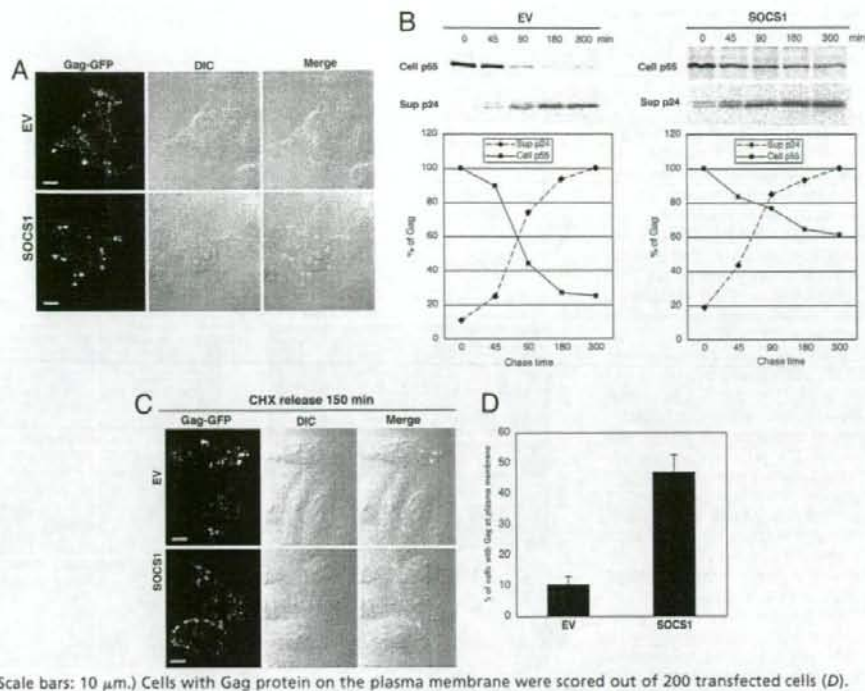 A
Gag-GFP DIC Merge
EV
SOCS1
B
EV
0 45 90 180 300 min
Cell p55
Sup p24
120
100
80
60
40
20
0
% of Gag
Sup p24
Cell p55
0 45 90 180 300
Chase time
SOCS1
0 45 90 180 300 min
Cell p55
Sup p24
120
100
80
60
40
20
0
% of Gag
Sup p24
Cell p55
0 45 90 180 300
Chase time
C
CHX release 150 min
Gag-GFP DIC Merge
EV
SOCS1
D
60
50
40
30
20
10
0
% of cells with Gag at plasma membrane
EV SOCS1
Scale bars: 10 μm.) Cells with Gag protein on the plasma membrane were scored out of 200 transfected cells (D).